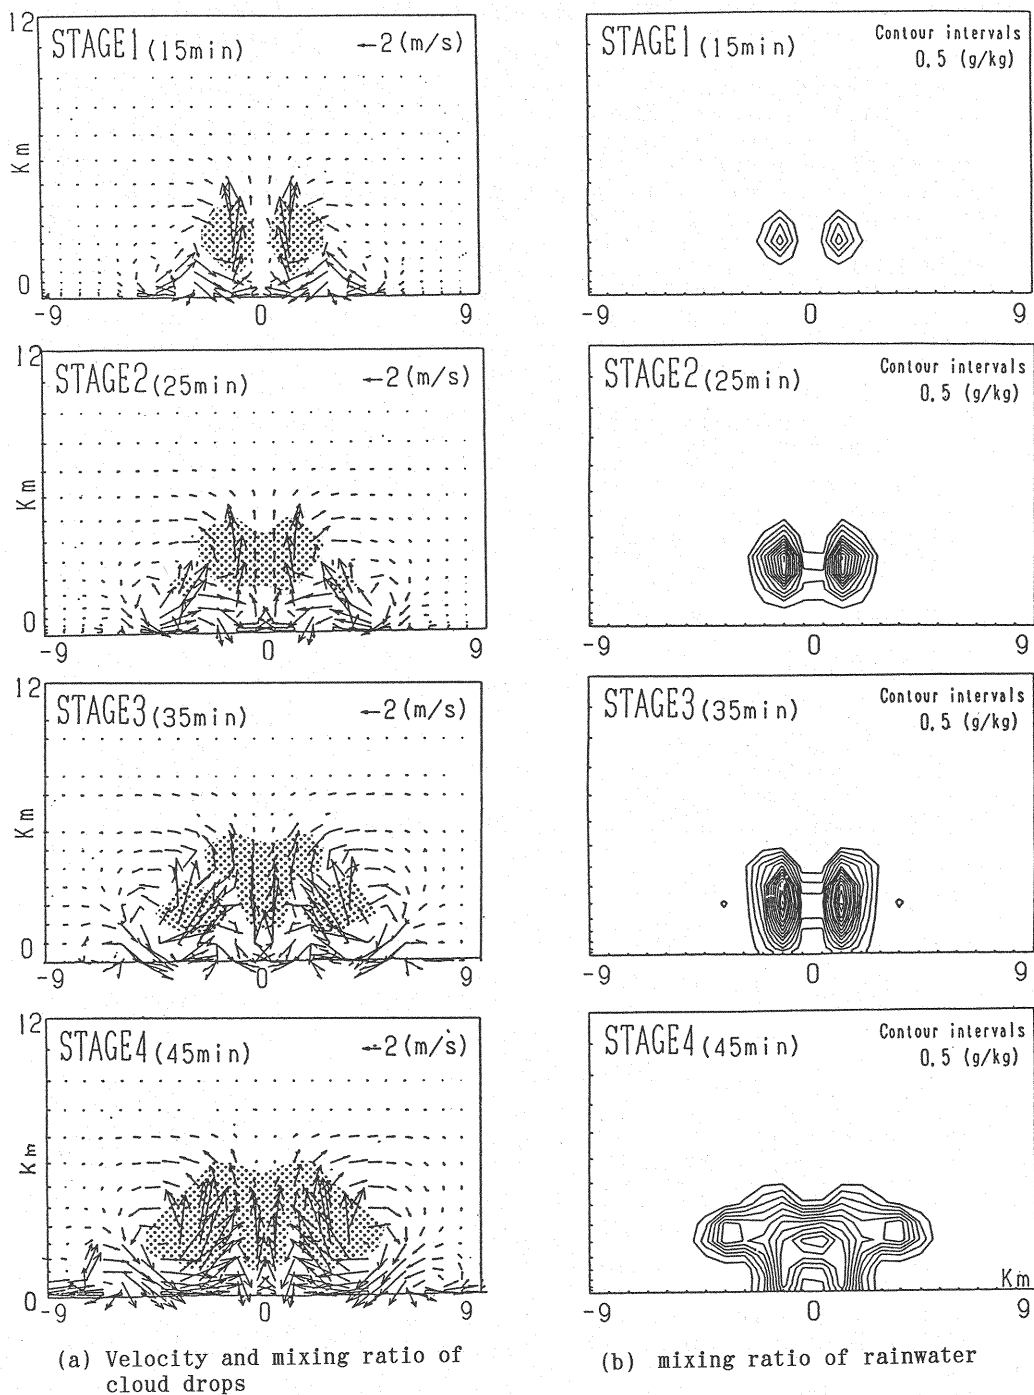 12
STAGE1 (15min)
←2 (m/s)
Km
0
-9
0
9
STAGE1 (15min)
Contour intervals
0.5 (g/kg)
-9
0
9
12
STAGE2 (25min)
←2 (m/s)
Km
0
-9
0
9
STAGE2 (25min)
Contour intervals
0.5 (g/kg)
-9
0
9
STAGE3 (35min)
←2 (m/s)
Km
0
-9
0
9
STAGE3 (35min)
Contour intervals
0.5 (g/kg)
-9
0
9
12
STAGE4 (45min)
←2 (m/s)
Km
0
-9
0
9
STAGE4 (45min)
Contour intervals
0.5 (g/kg)
Km
-9
0
9
(a) Velocity and mixing ratio of
cloud drops
(b) mixing ratio of rainwater